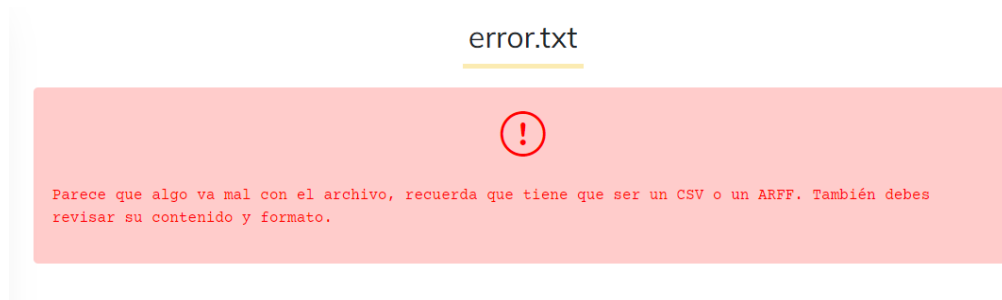 error.txt
Parece que algo va mal con el archivo, recuerda que tiene que ser un CSV o un ARFF. También debes
revisar su contenido y formato.